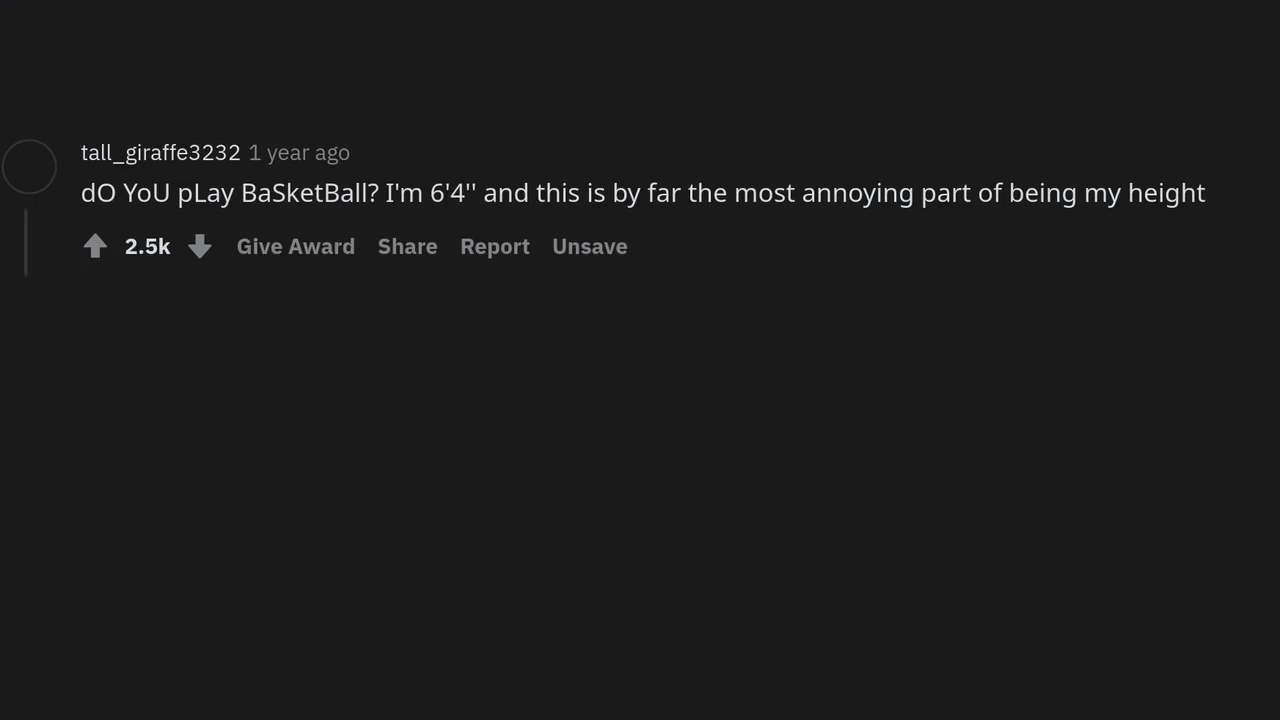 tall_giraffe3232 1 year ago
dO YoU pLay BaSketBall? I'm 6'4'' and this is by far the most annoying part of being my height
2.5k Give Award Share Report Unsave